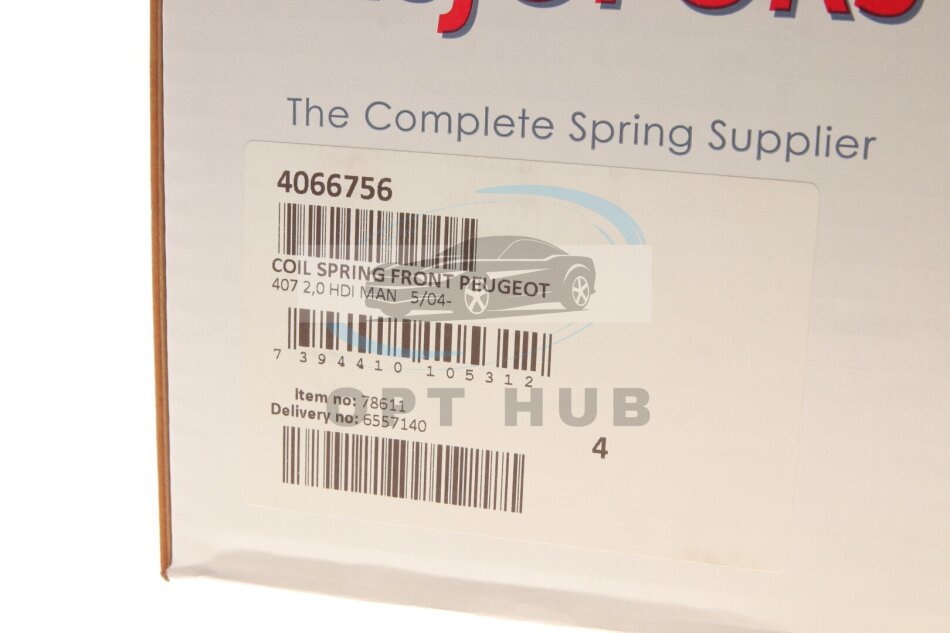 The Complete Spring Supplier
4066756
COIL SPRING FRONT PEUGEOT
407 2,0 HDI MAN 5/04-
7 394410 105312
Item no: 78611
Delivery no: 6557140
OPT HUB
4